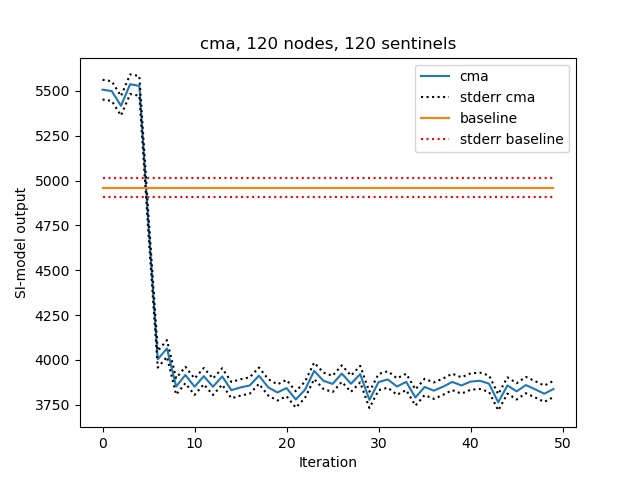 cma, 120 nodes, 120 sentinels
SI-model output
5500
5250
5000
4750
4500
4250
4000
3750
cma
stderr cma
baseline
stderr baseline
0 10 20 30 40 50
Iteration